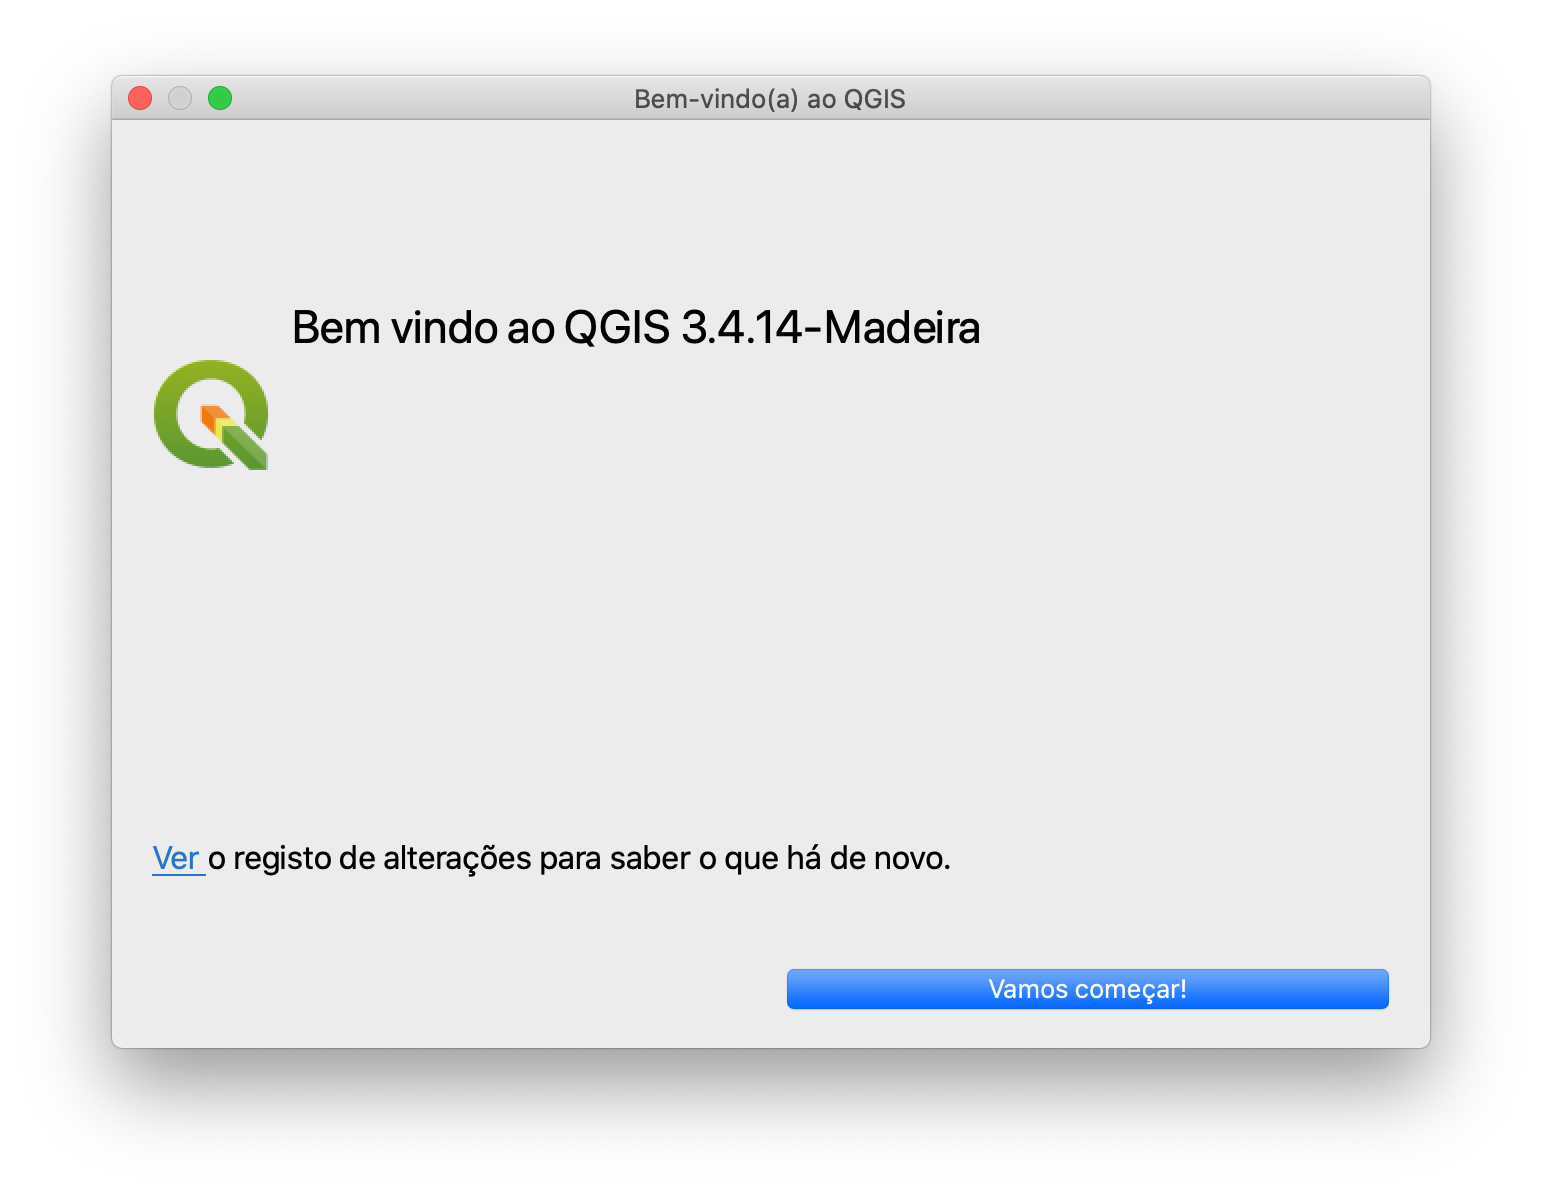 Bem-vindo(a) ao QGIS
Bem vindo ao QGIS 3.4.14-Madeira
Ver o registo de alterações para saber o que há de novo.
Vamos começar!